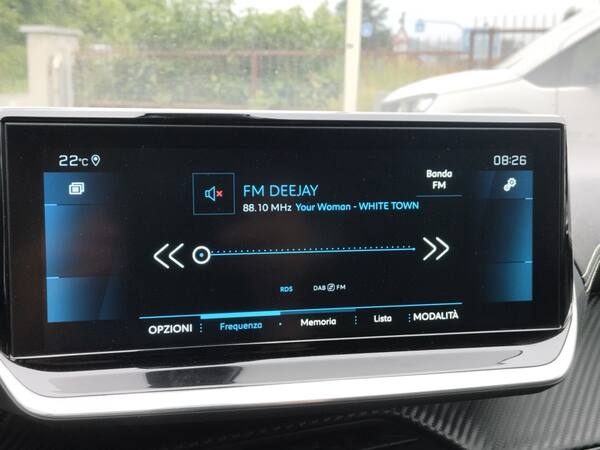 22°C 08:26
FM DEEJAY
Banda
FM
88.10 MHz Your Woman - WHITE TOWN
RDS DAB FM
OPZIONI Frequenza Memoria Lista MODALITÀ